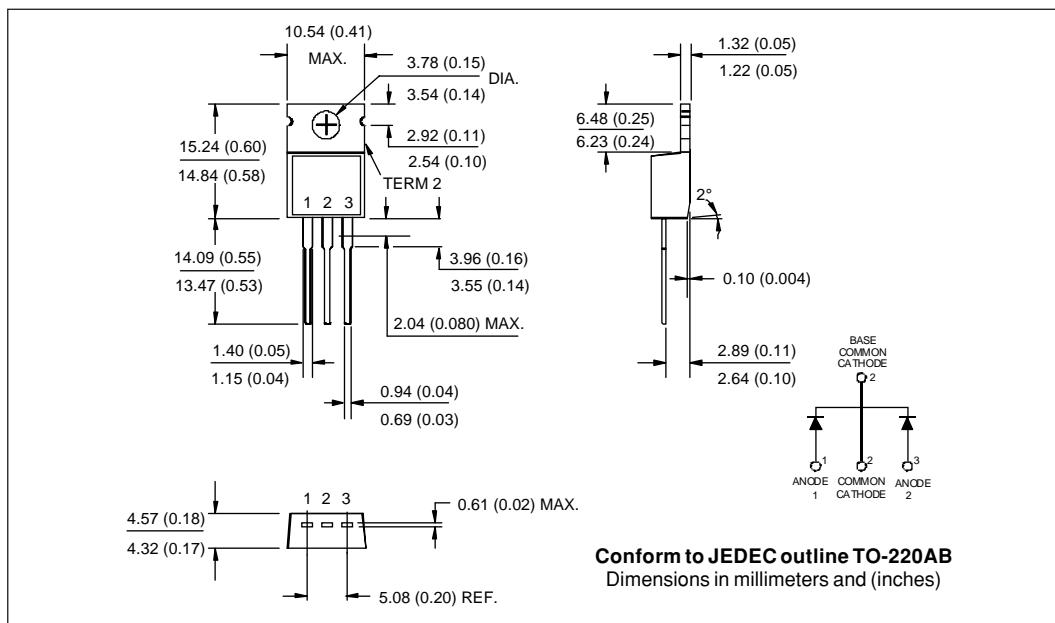 10.54 (0.41)
MAX.
3.78 (0.15)
3.54 (0.14)
DIA.
2.92 (0.11)
2.54 (0.10)
TERM 2
15.24 (0.60)
14.84 (0.58)
1 2 3
14.09 (0.55)
13.47 (0.53)
3.96 (0.16)
3.55 (0.14)
2.04 (0.080) MAX.
1.40 (0.05)
1.15 (0.04)
0.94 (0.04)
0.69 (0.03)
1.32 (0.05)
1.22 (0.05)
6.48 (0.25)
6.23 (0.24)
2°
0.10 (0.004)
2.89 (0.11)
2.64 (0.10)
BASE
COMMON
CATHODE
2
1 2 3
ANODE COMMON ANODE
1 CATHODE 2
1 2 3
4.57 (0.18)
4.32 (0.17)
0.61 (0.02) MAX.
5.08 (0.20) REF.
Conform to JEDEC outline TO-220AB
Dimensions in millimeters and (inches)